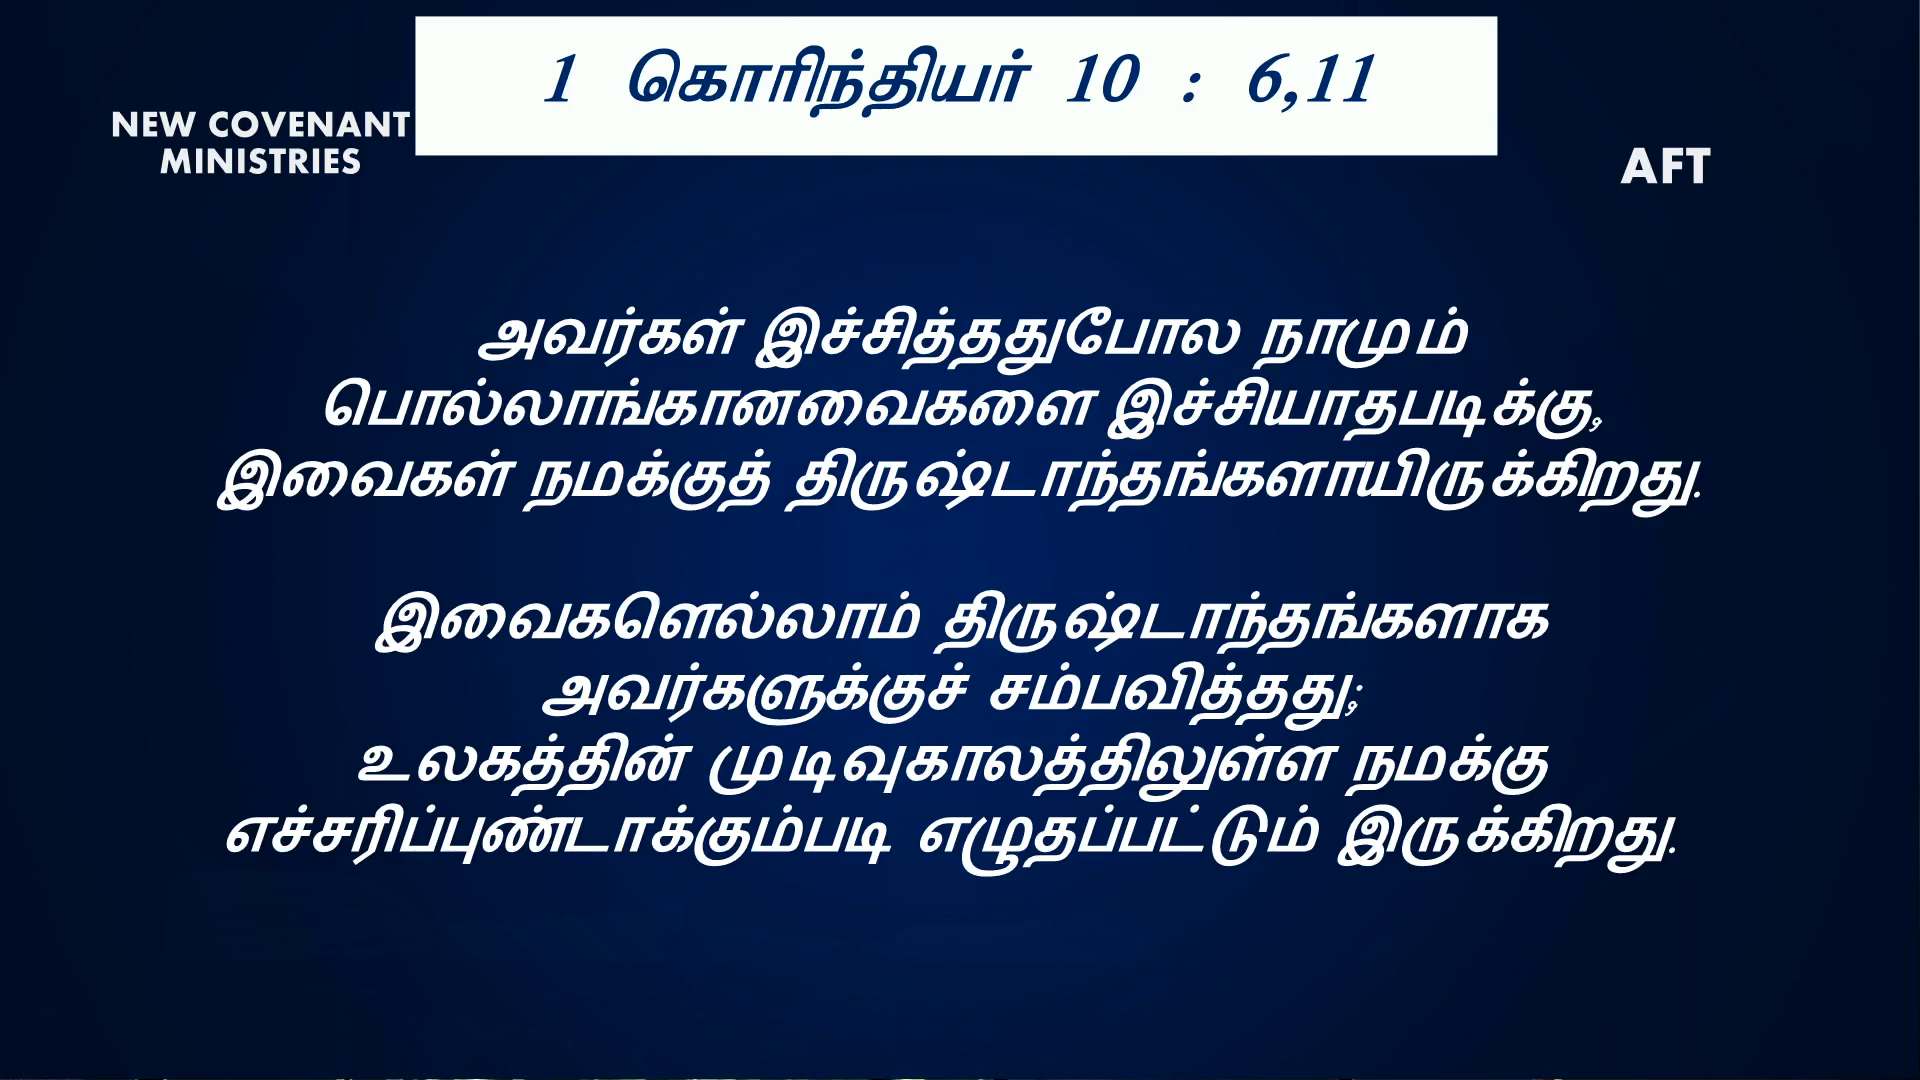 1 கொரிந்தியர் 10 : 6,11
NEW COVENANT
MINISTRIES
AFT
அவர்கள் இச்சித்ததுபோல நாமும்
பொல்லாங்கானவைகளை இச்சியாதபடிக்கு,
இவைகள் நமக்குத் திருஷ்டாந்தங்களாயிருக்கிறது.
இவைகளெல்லாம் திருஷ்டாந்தங்களாக
அவர்களுக்குச் சம்பவித்தது;
உலகத்தின் முடிவுகாலத்திலுள்ள நமக்கு
எச்சரிப்புண்டாக்கும்படி எழுதப்பட்டும் இருக்கிறது.